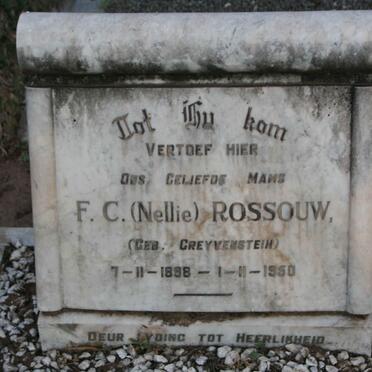 Tot Hy kom
VERTOEF HIER
ONS GELIEFDE MAMS
F. C. (Nellie) ROSSOUW,
(GEB. GREYVENSTEIN)
7-11-1898 — 1-11-1950
DEUR LYDING TOT HEERLIKHEID